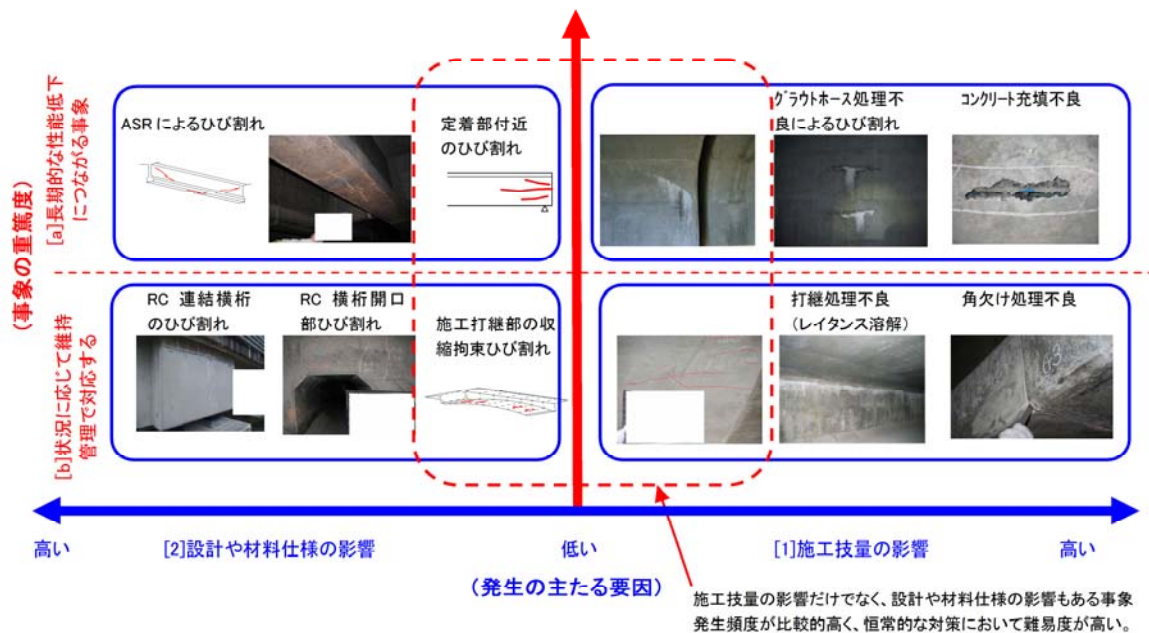 (事象の重篤度)
[a]長期的な性能低下
につながる事象
ASRによるひび割れ
定着部付近
のひび割れ
グラウトホース処理不
良によるひび割れ
コンクリート充填不良
[b]状況に応じて維持
管理で対応する
RC 連結横桁
のひび割れ
RC 横桁開口
部ひび割れ
施工打継部の収
縮拘束ひび割れ
打継処理不良
(レイタンス溶解)
角欠け処理不良
63
高い
[2]設計や材料仕様の影響
低い
[1]施工技量の影響
高い
(発生の主たる要因)
施工技量の影響だけでなく、設計や材料仕様の影響もある事象
発生頻度が比較的高く、恒常的な対策において難易度が高い。